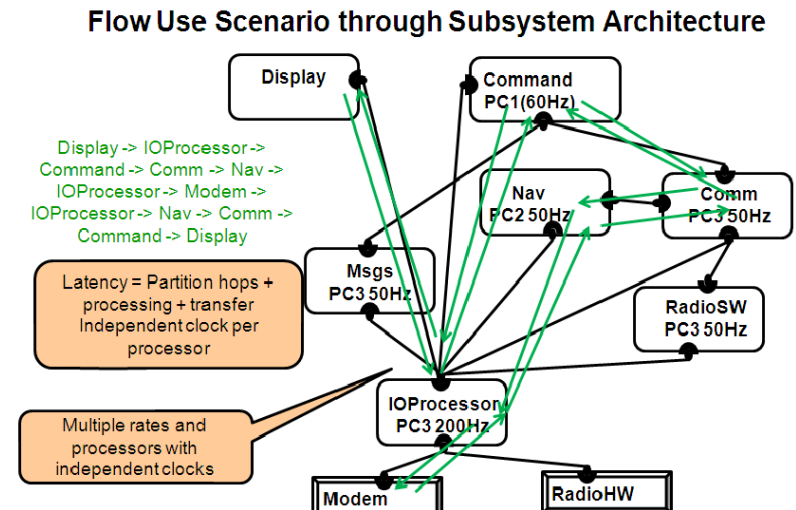 Flow Use Scenario through Subsystem Architecture
Display
Command
PC1(60Hz)
Display -> IOProcessor ->
Command -> Comm -> Nav ->
IOProcessor -> Modem ->
IOProcessor -> Nav -> Comm ->
Command -> Display
Nav
PC2 50Hz
Comm
PC3 50Hz
Latency = Partition hops +
processing + transfer
Independent clock per
processor
Msgs
PC3 50Hz
RadioSW
PC3 50Hz
IOProcessor
PC3 200Hz
Multiple rates and
processors with
independent clocks
Modem
RadioHW